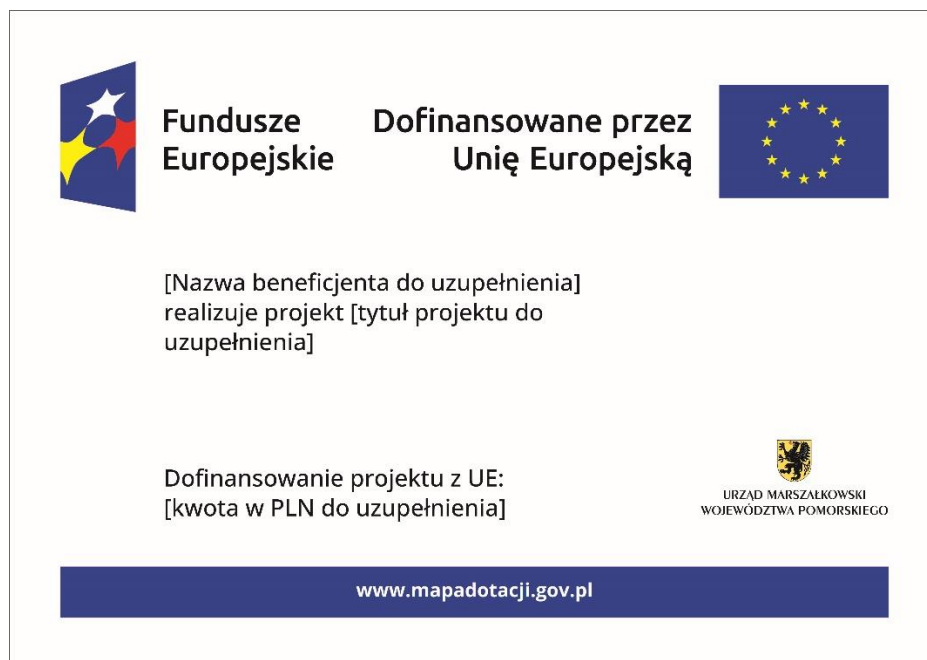 Fundusze
Europejskie
Dofinansowane przez
Unię Europejską
[Nazwa beneficjenta do uzupełnienia]
realizuje projekt [tytuł projektu do
uzupełnienia]
Dofinansowanie projektu z UE:
[kwota w PLN do uzupełnienia]
URZĄD MARSZAŁKOWSKI
WOJEWÓDZTWA POMORSKIEGO
www.mapadotacji.gov.pl